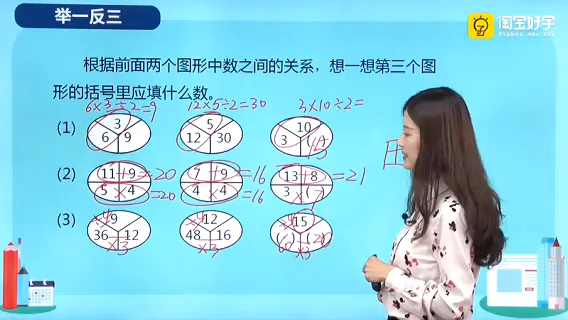 举一反三
淘宝好学
根据前面两个图形中数之间的关系，想一想第三个图
形的括号里应填什么数。
6×3÷2=9 12×5÷2=30 3×10÷2=
(1) 3 6 9 5 12 30 10 3 (15)
(2) 11+9=20 5×4=20 7+9=16 4×4=16 13+8=21 3×(7)
(3) ×4 9 36 12 ×3 ×4 12 48 16 ×3 ×4 15 (60) (20) ×3